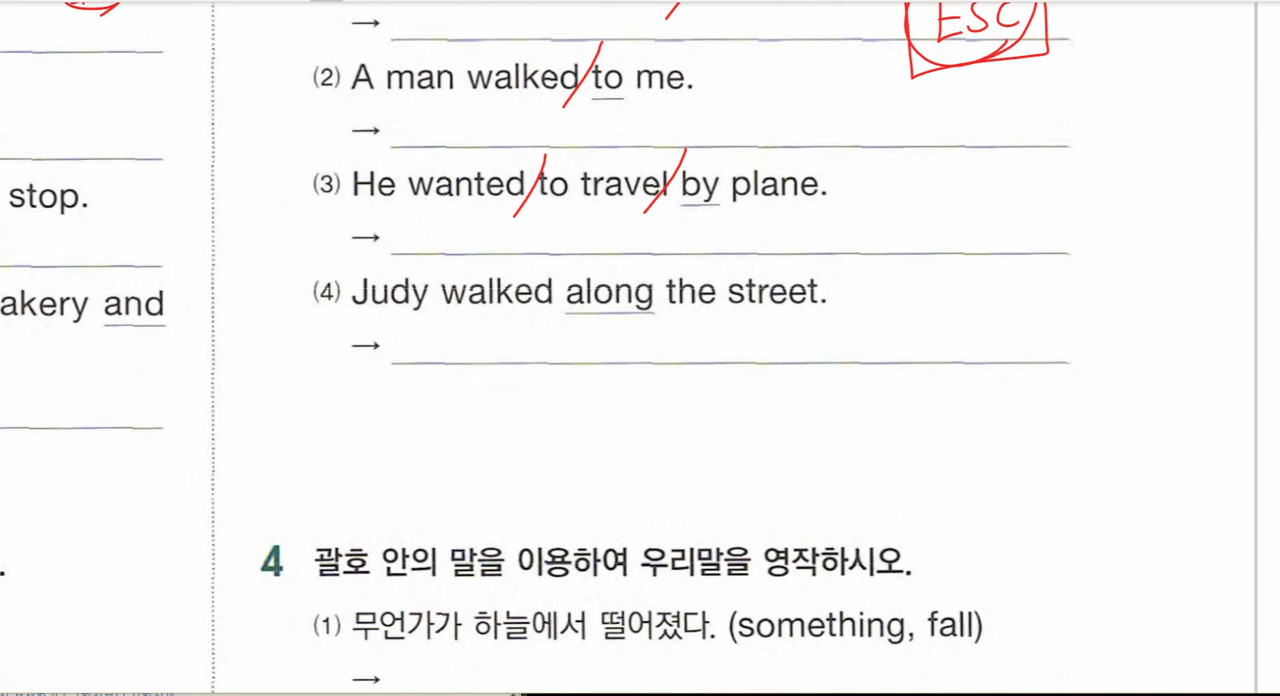 →
ESC
(2) A man walked to me.
→
(3) He wanted to travel by plane.
stop.
→
(4) Judy walked along the street.
akery and
→
4 괄호 안의 말을 이용하여 우리말을 영작하시오.
.
(1) 무언가가 하늘에서 떨어졌다. (something, fall)
→